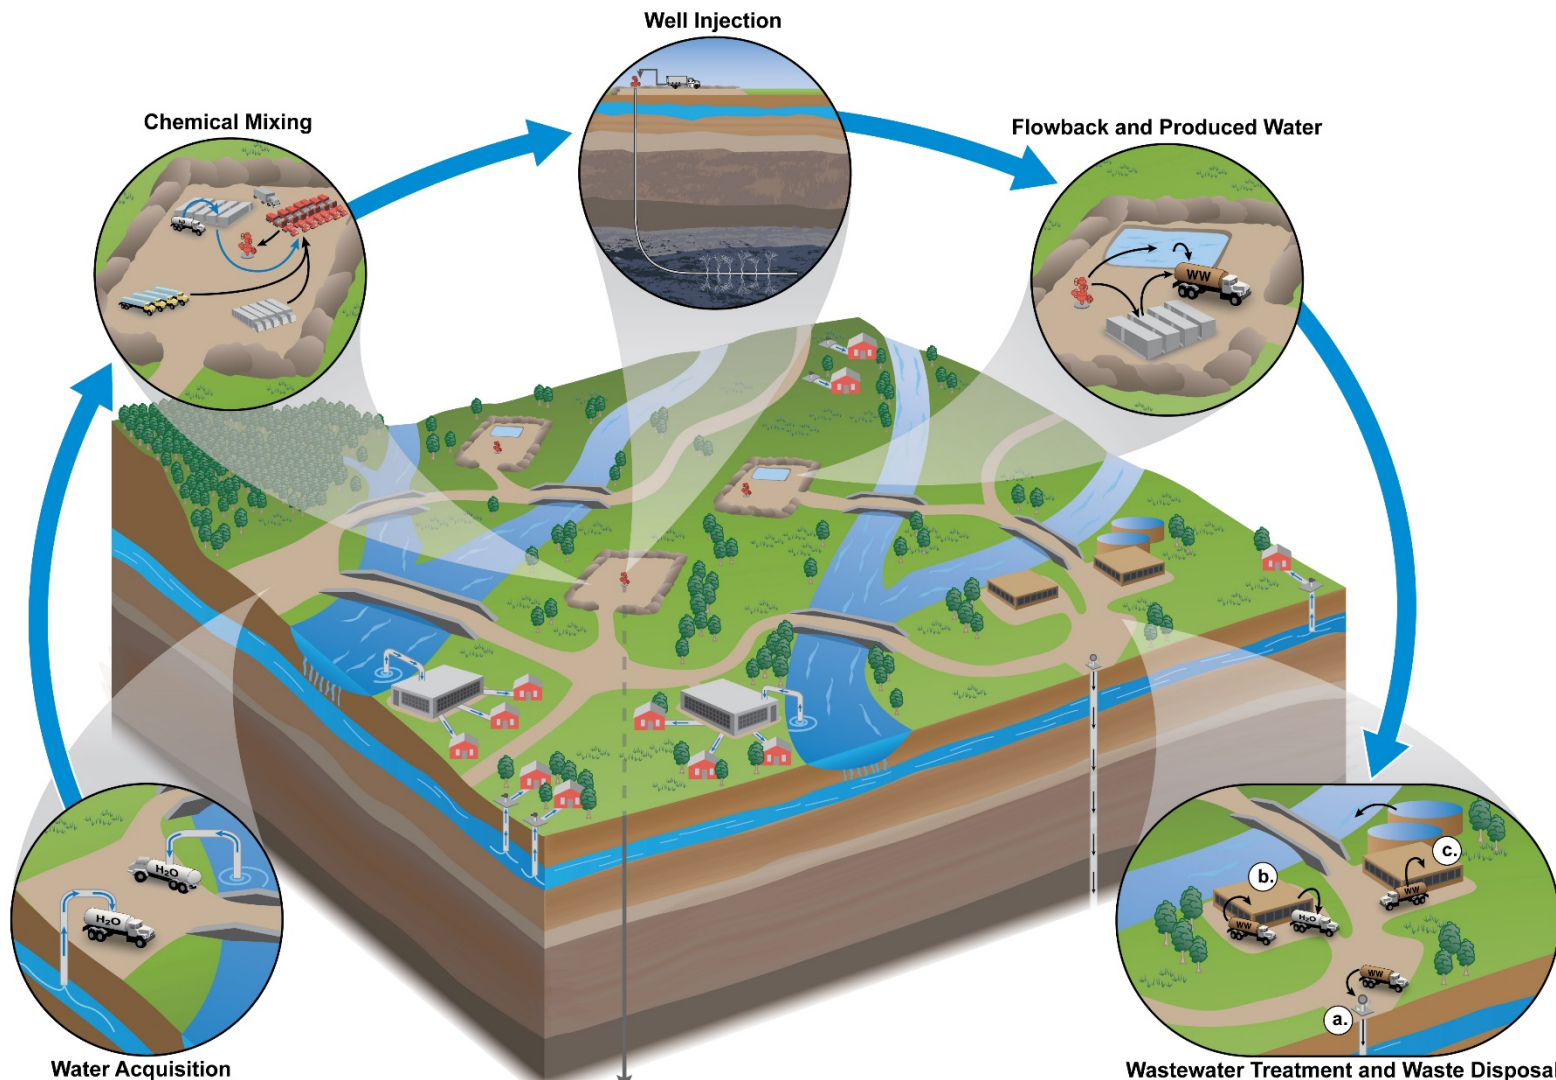 Well Injection
Chemical Mixing
Flowback and Produced Water
WW
H₂O
H₂O
Water Acquisition
c.
b.
WW
WW
H₂O
WW
a.
Wastewater Treatment and Waste Disposal